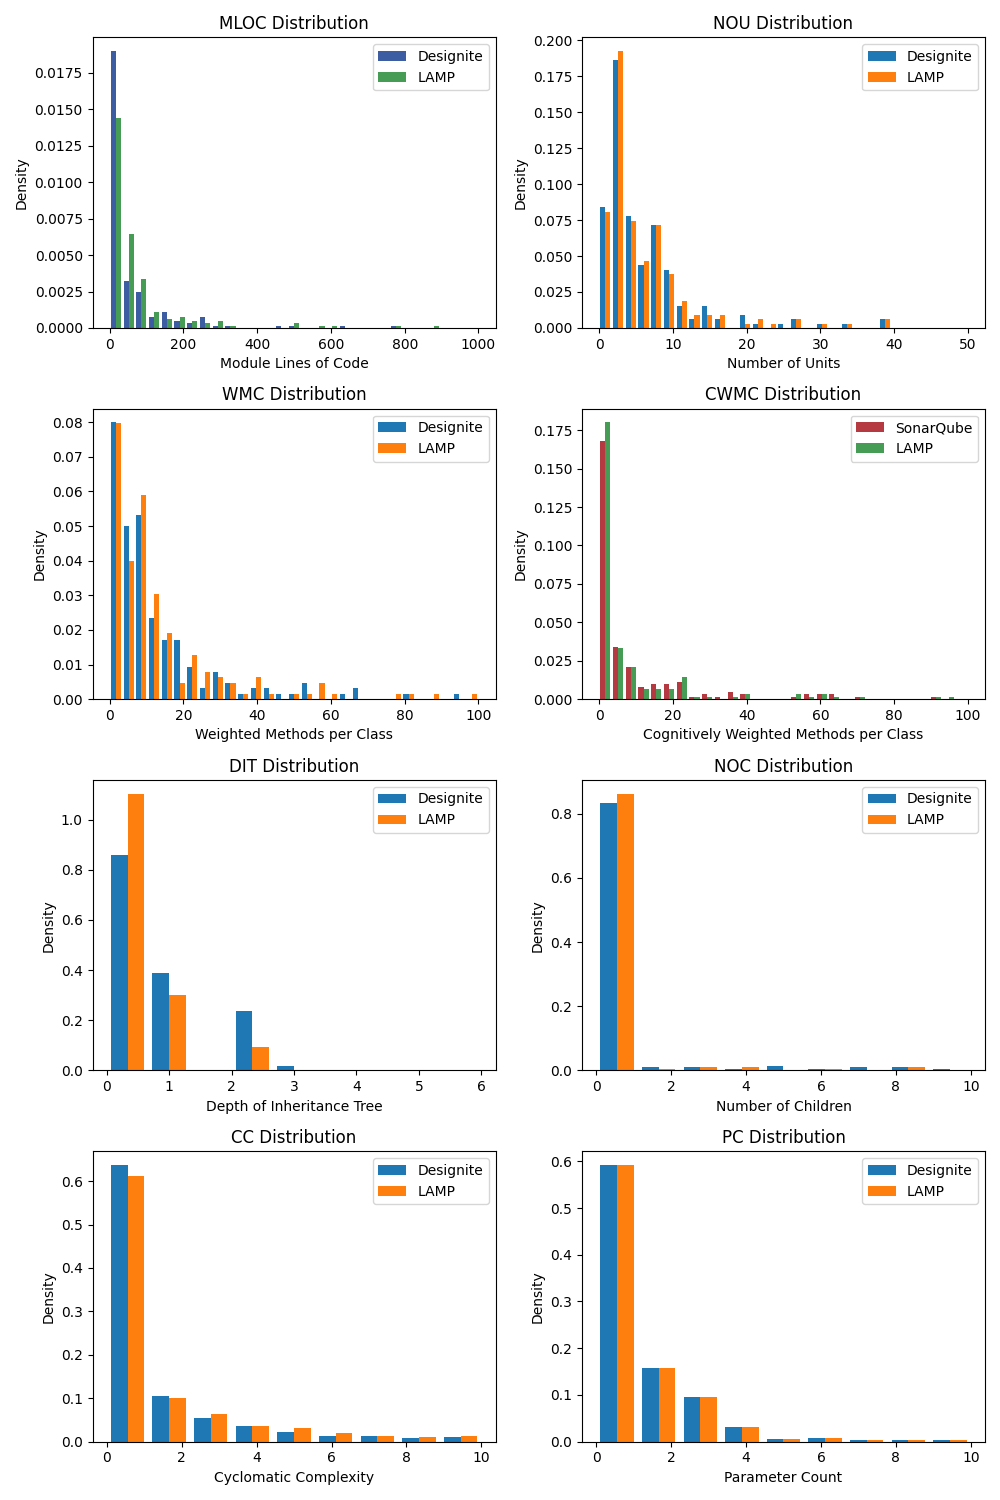 MLOC Distribution
Designite
LAMP
Density
0.0175
0.0150
0.0125
0.0100
0.0075
0.0050
0.0025
0.0000
0 200 400 600 800 1000
Module Lines of Code
NOU Distribution
Designite
LAMP
Density
0.200
0.175
0.150
0.125
0.100
0.075
0.050
0.025
0.000
0 10 20 30 40 50
Number of Units
WMC Distribution
Designite
LAMP
Density
0.08
0.07
0.06
0.05
0.04
0.03
0.02
0.01
0.00
0 20 40 60 80 100
Weighted Methods per Class
CWMC Distribution
SonarQube
LAMP
Density
0.175
0.150
0.125
0.100
0.075
0.050
0.025
0.000
0 20 40 60 80 100
Cognitively Weighted Methods per Class
DIT Distribution
Designite
LAMP
Density
1.0
0.8
0.6
0.4
0.2
0.0
0 1 2 3 4 5 6
Depth of Inheritance Tree
NOC Distribution
Designite
LAMP
Density
0.8
0.6
0.4
0.2
0.0
0 2 4 6 8 10
Number of Children
CC Distribution
Designite
LAMP
Density
0.6
0.5
0.4
0.3
0.2
0.1
0.0
0 2 4 6 8 10
Cyclomatic Complexity
PC Distribution
Designite
LAMP
Density
0.6
0.5
0.4
0.3
0.2
0.1
0.0
0 2 4 6 8 10
Parameter Count